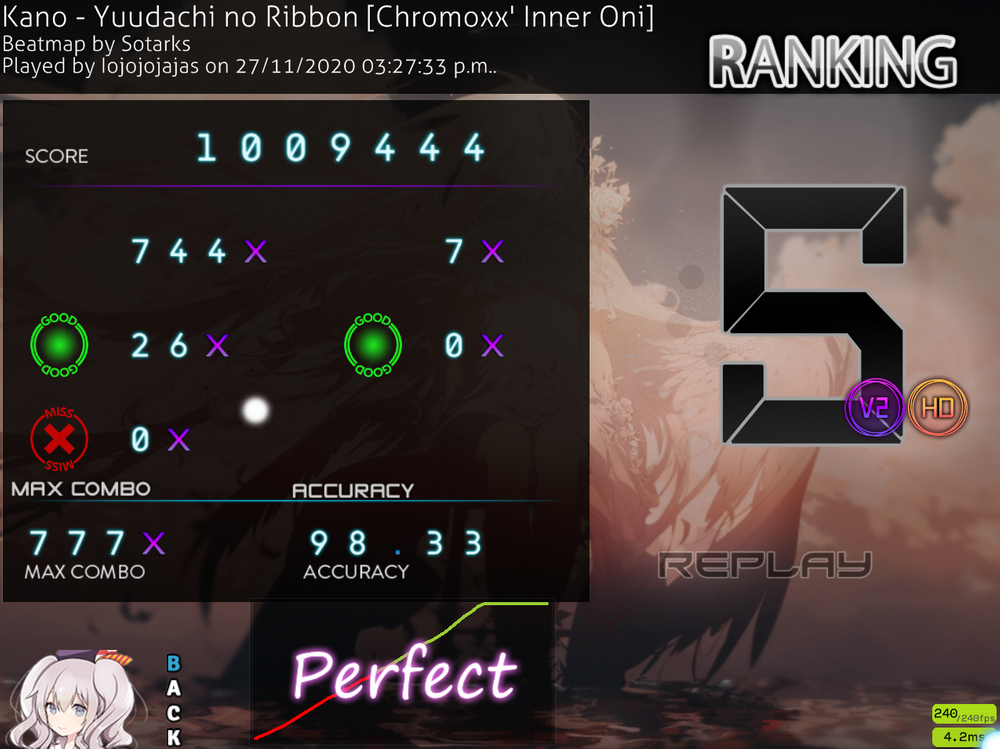 Kano - Yuudachi no Ribbon [Chromoxx' Inner Oni]
Beatmap by Sotarks
Played by lojojojajas on 27/11/2020 03:27:33 p.m..
RANKING
SCORE 1009444
744X 7X
GOOD GOOD 26X GOOD GOOD 0X
MISS MISS 0X
V2 HD
MAX COMBO ACCURACY
777X 98.33
MAX COMBO ACCURACY
REPLAY
Perfect
BACK
240/240fps
4.2ms